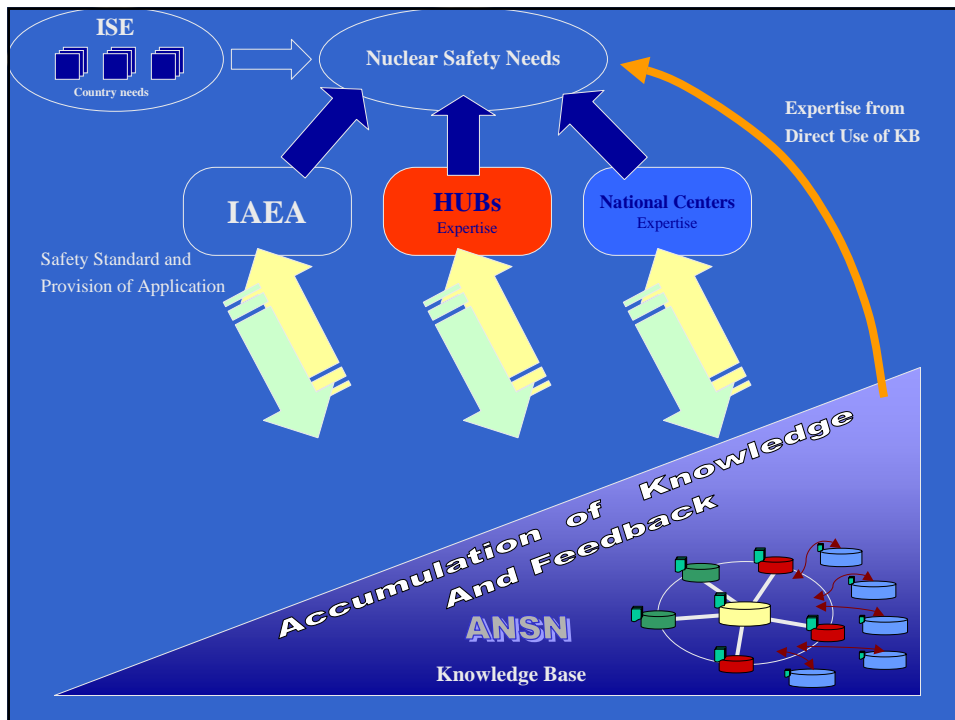 ISE
Country needs
Nuclear Safety Needs
Expertise from
Direct Use of KB
IAEA
HUBs
Expertise
National Centers
Expertise
Safety Standard and
Provision of Application
Accumulation of Knowledge
And Feedback
ANSN
Knowledge Base